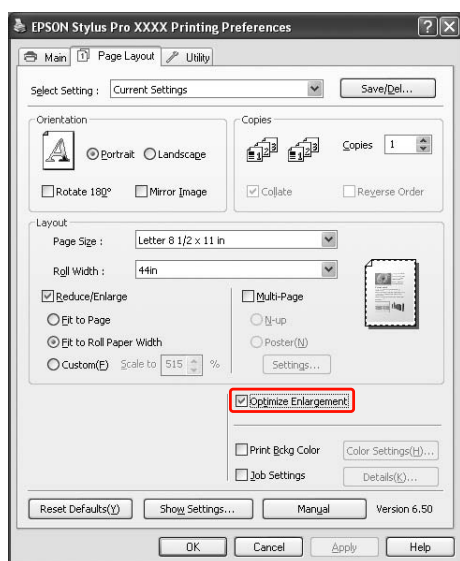 EPSON Stylus Pro XXXX Printing Preferences
Main Page Layout Utility
Select Setting : Current Settings Save/Del...
Orientation
Portrait Landscape
Rotate 180° Mirror Image
Copies
Copies 1
Collate Reverse Order
Layout
Page Size : Letter 8 1/2 x 11 in
Roll Width : 44in
Reduce/Enlarge
Fit to Page
Fit to Roll Paper Width
Custom(F) Scale to 515 %
Multi-Page
N-up
Poster(N)
Settings...
Optimize Enlargement
Print Bckg Color Color Settings(H)...
Job Settings Details(K)...
Reset Defaults(Y) Show Settings... Manual Version 6.50
OK Cancel Apply Help